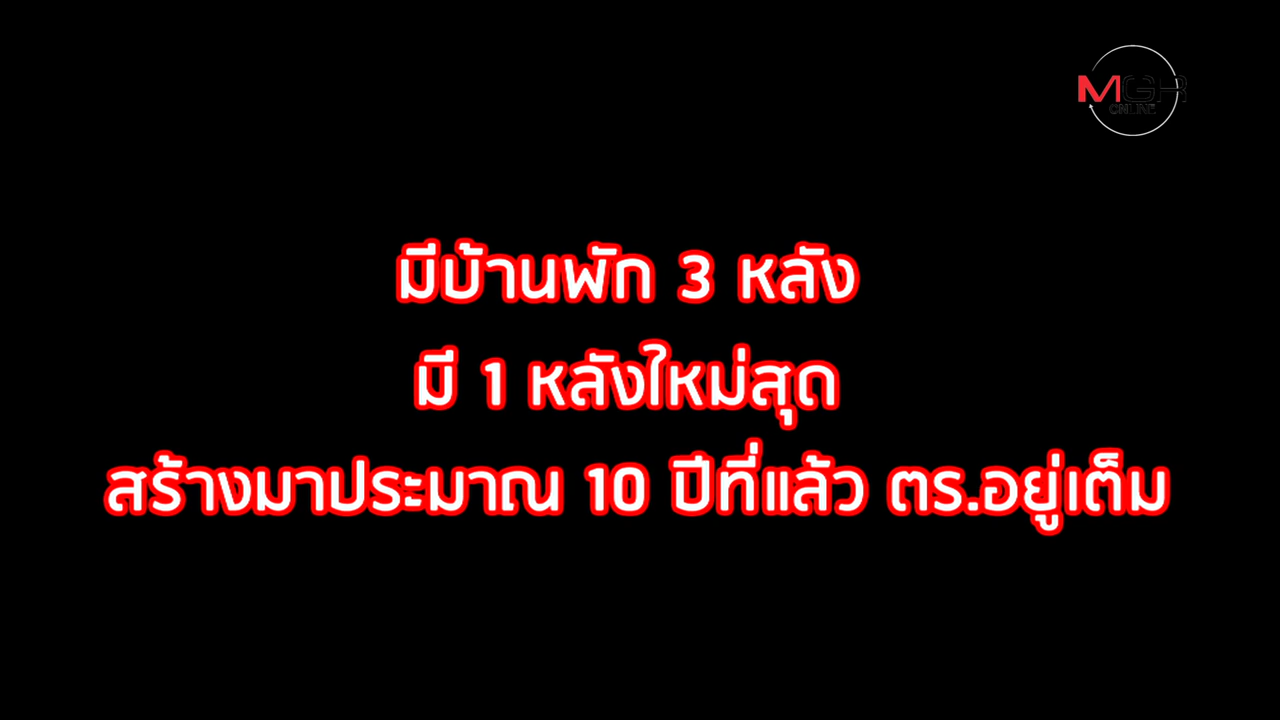 MGR
ONLINE
มีบ้านพัก 3 หลัง
มี 1 หลังใหม่สุด
สร้างมาประมาณ 10 ปีที่แล้ว ตร.อยู่เต็ม